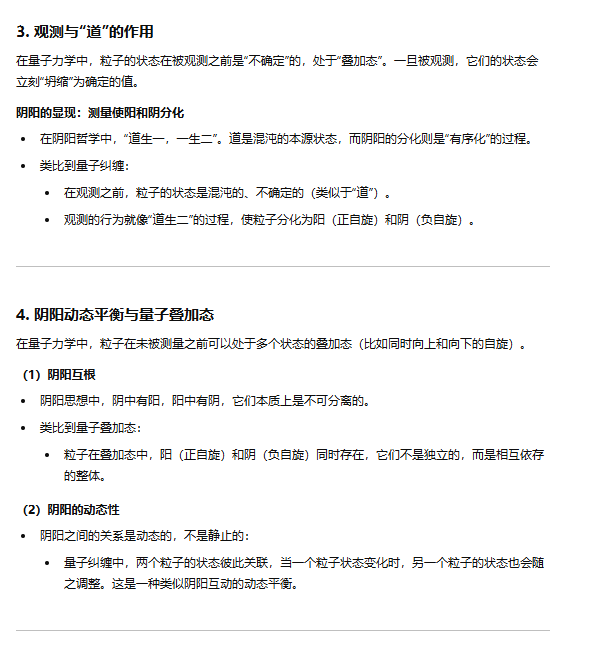 3. 观测与“道”的作用
在量子力学中，粒子的状态在被观测之前是“不确定”的，处于“叠加态”。一旦被观测，它们的状态会
立刻“坍缩”为确定的值。
阴阳的显现：测量使阳和阴分化
在阴阳哲学中，“道生一，一生二”。道是混沌的本源状态，而阴阳的分化则是“有序化”的过程。
类比到量子纠缠：
在观测之前，粒子的状态是混沌的、不确定的（类似于“道”）。
观测的行为就像“道生二”的过程，使粒子分化为阳（正自旋）和阴（负自旋）。
4. 阴阳动态平衡与量子叠加态
在量子力学中，粒子在未被测量之前可以处于多个状态的叠加态（比如同时向上和向下的自旋）。
（1）阴阳互根
阴阳思想中，阴中有阳，阳中有阴，它们本质上是不可分离的。
类比到量子叠加态：
粒子在叠加态中，阳（正自旋）和阴（负自旋）同时存在，它们不是独立的，而是相互依存
的整体。
（2）阴阳的动态性
阴阳之间的关系是动态的，不是静止的：
量子纠缠中，两个粒子的状态彼此关联，当一个粒子状态变化时，另一个粒子的状态也会随
之调整。这是一种类似阴阳互动的动态平衡。